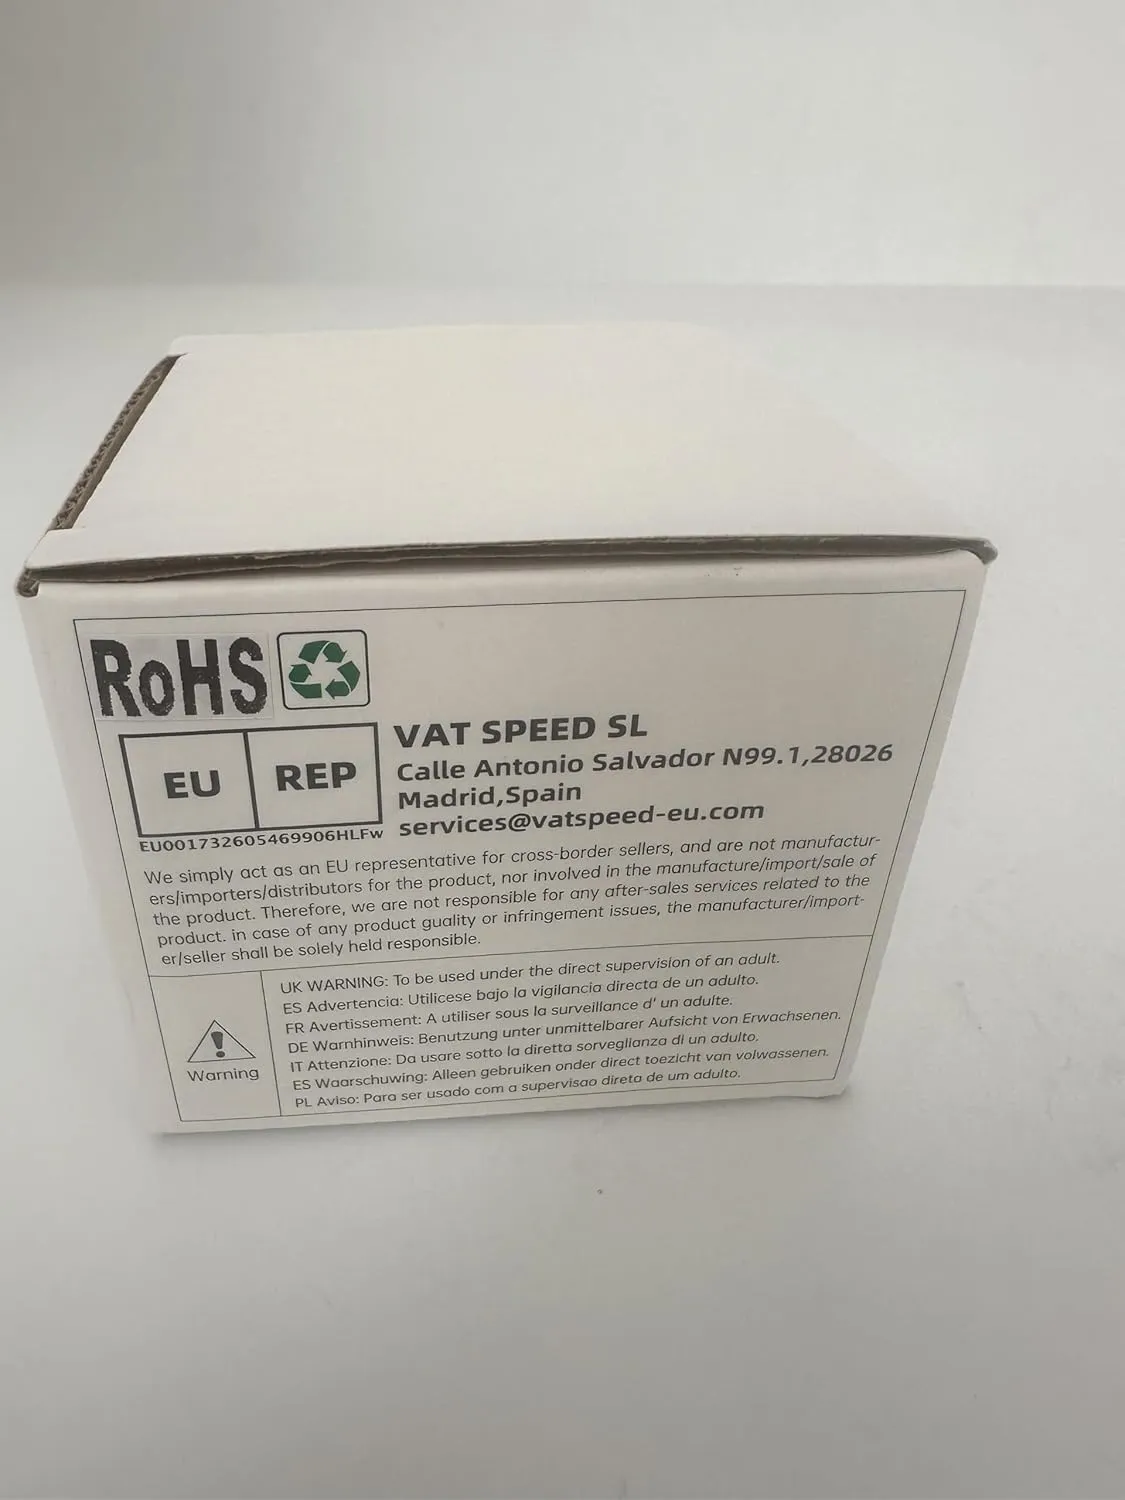 RoHS
EU REP
EU001732605469906HLFw
VAT SPEED SL
Calle Antonio Salvador N99.1,28026
Madrid,Spain
services@vatspeed-eu.com
We simply act as an EU representative for cross-border sellers, and are not manufactur-
ers/importers/distributors for the product, nor involved in the manufacture/import/sale of
the product. Therefore, we are not responsible for any after-sales services related to the
product. in case of any product quality or infringement issues, the manufacturer/import-
er/seller shall be solely held responsible.
Warning
UK WARNING: To be used under the direct supervision of an adult.
ES Advertencia: Utilicese bajo la vigilancia directa de un adulto.
FR Avertissement: A utiliser sous la surveillance d' un adulte.
DE Warnhinweis: Benutzung unter unmittelbarer Aufsicht von Erwachsenen.
IT Attenzione: Da usare sotto la diretta sorveglianza di un adulto.
ES Waarschuwing: Alleen gebruiken onder direct toezicht van volwassenen.
PL Aviso: Para ser usado com a supervisao direta de um adulto.